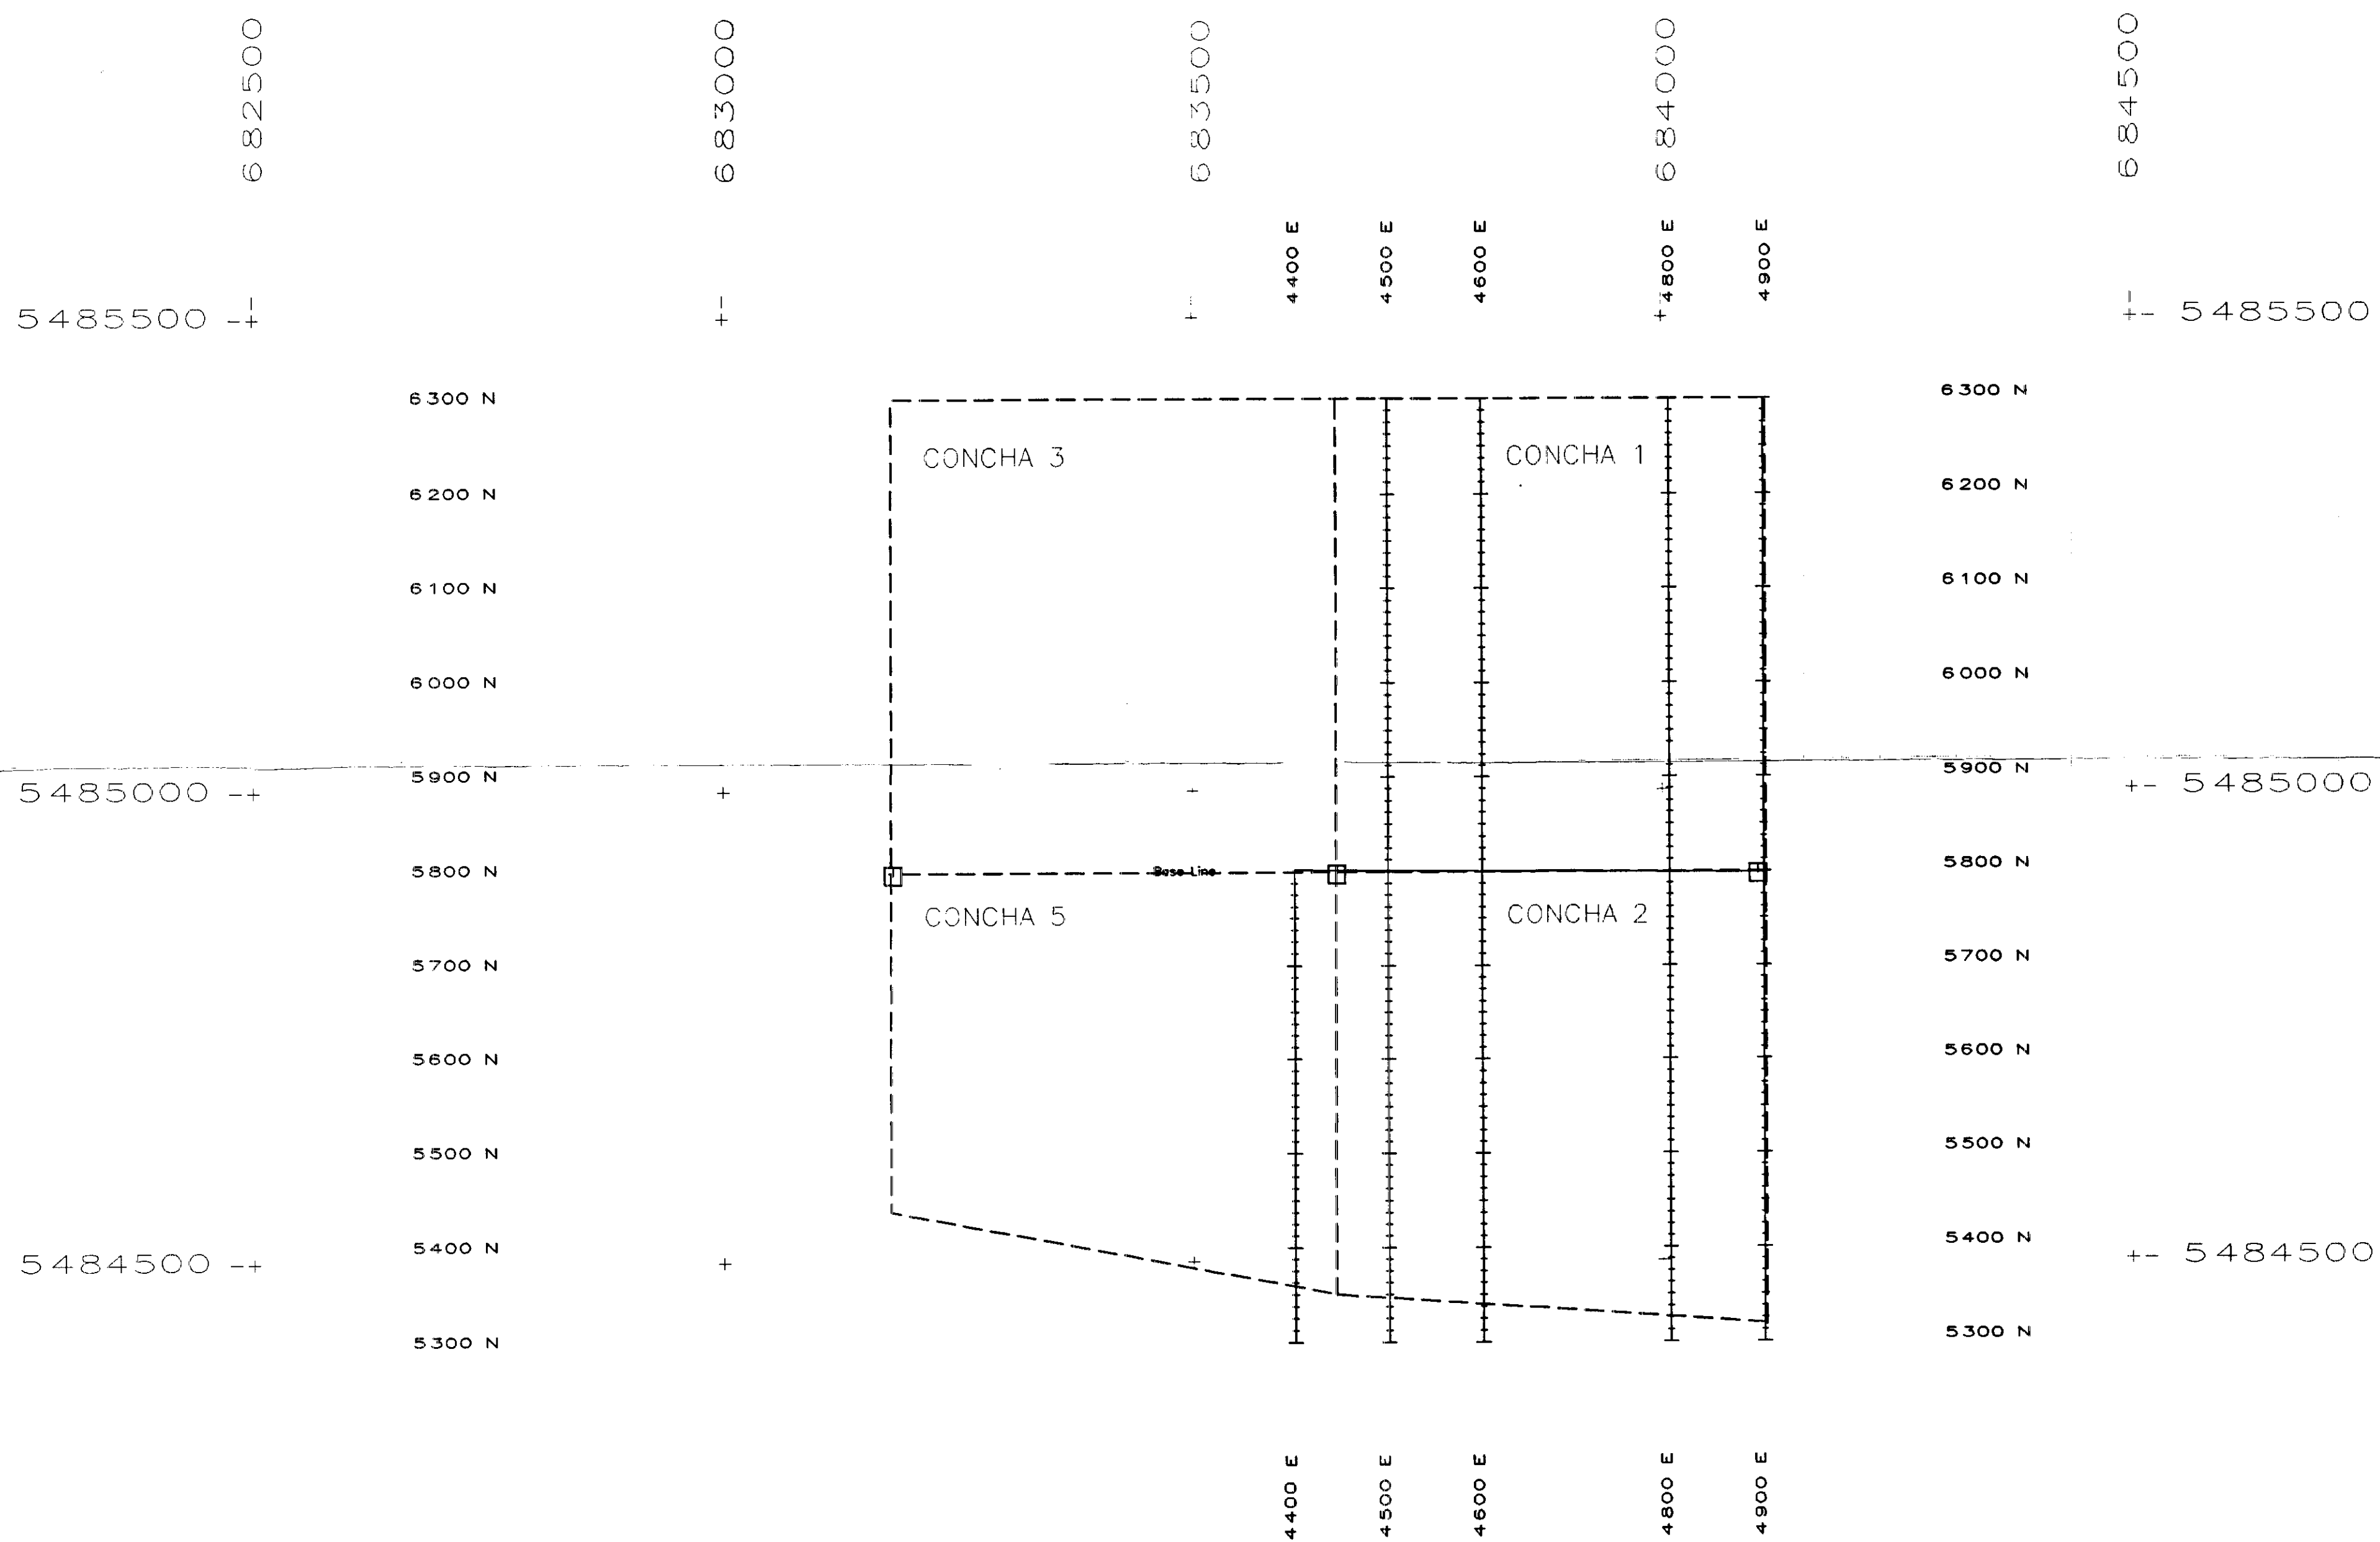 682500
683000
683500
684000
684500
4400 E
4500 E
4600 E
4800 E
4900 E
5485500
5485500
6300 N
6300 N
CONCHA 3
CONCHA 1
6200 N
6200 N
6100 N
6100 N
6000 N
6000 N
5900 N
5900 N
5485000
5485000
5800 N
Base Line
5800 N
CONCHA 5
CONCHA 2
5700 N
5700 N
5600 N
5600 N
5500 N
5500 N
5400 N
5400 N
5484500
5484500
5300 N
5300 N
4400 E
4500 E
4600 E
4800 E
4900 E